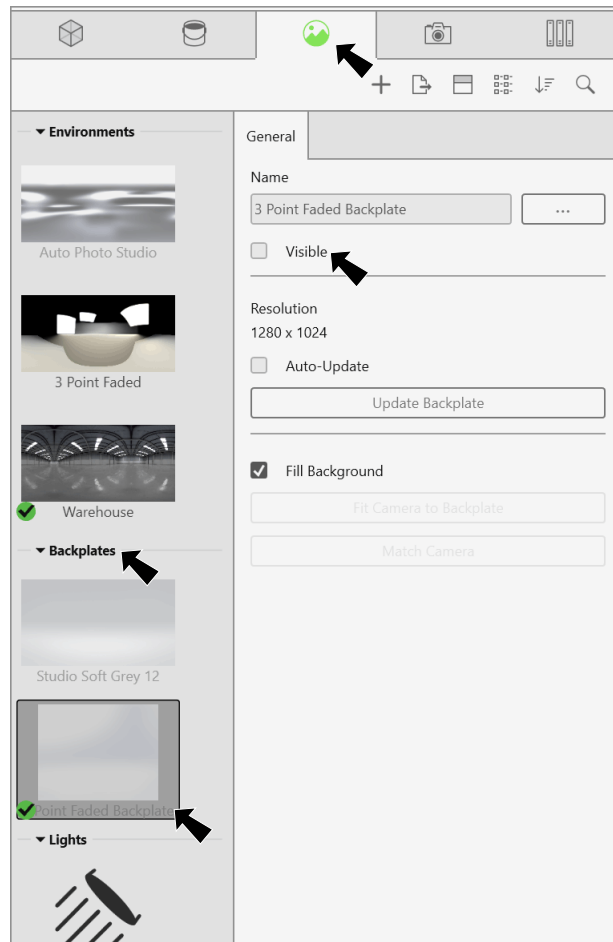 Environments
Auto Photo Studio
3 Point Faded
Warehouse
Backplates
Studio Soft Grey 12
Point Faded Backplate
Lights
General
Name
3 Point Faded Backplate
...
Visible
Resolution
1280 x 1024
Auto-Update
Update Backplate
Fill Background
Fit Camera to Backplate
Match Camera